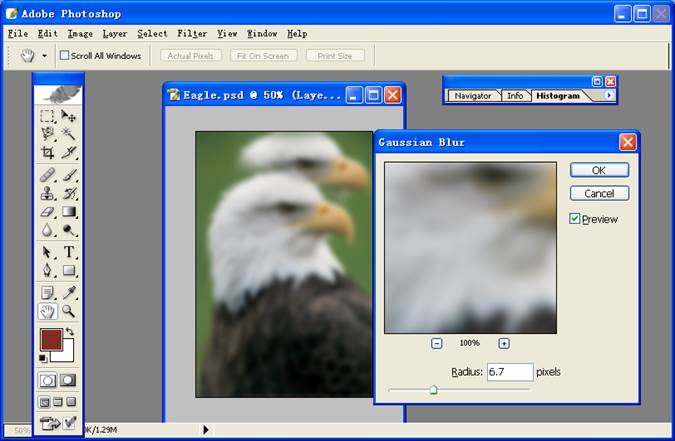 Adobe Photoshop
File Edit Image Layer Select Filter View Window Help
Scroll All Windows Actual Pixels Fit On Screen Print Size
Eagle.psd @ 50% (Laye...
Navigator Info Histogram
Gaussian Blur
OK
Cancel
Preview
100%
Radius: 6.7 pixels
T
50%
0K/1.29M